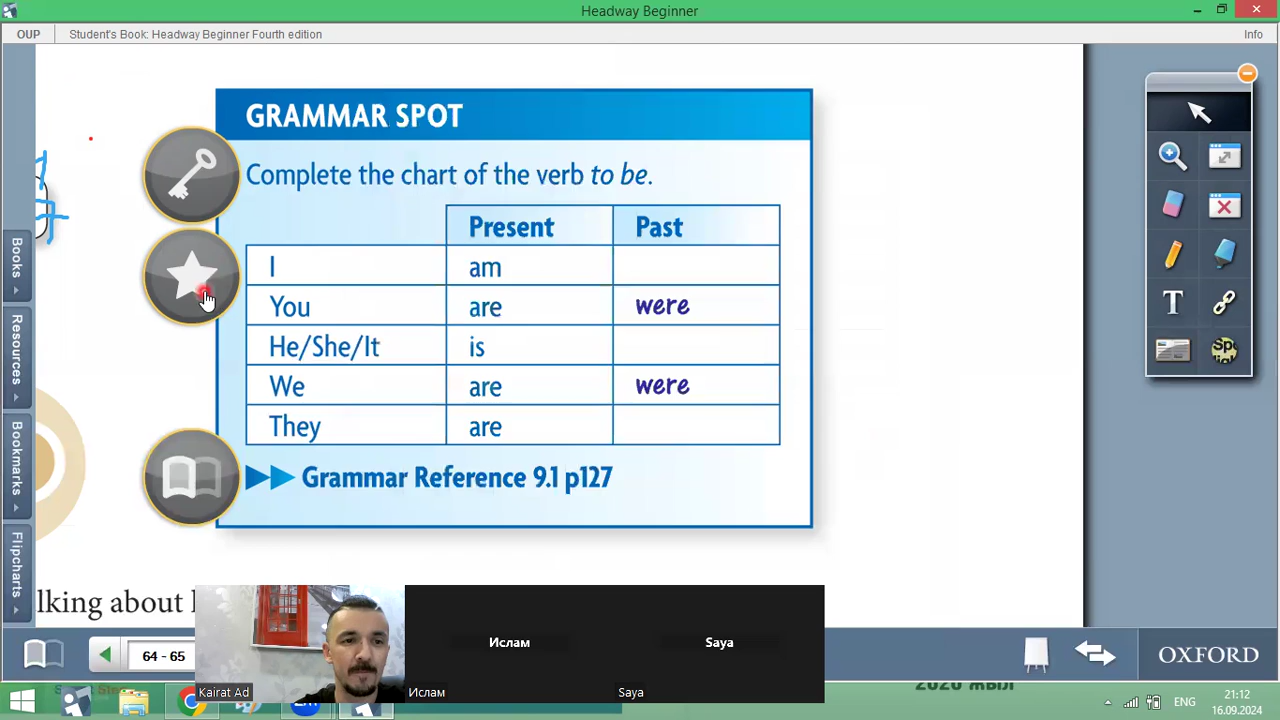 Headway Beginner
OUP Student's Book: Headway Beginner Fourth edition Info
GRAMMAR SPOT
Complete the chart of the verb to be.
Present Past
I am
You are were
He/She/It is
We are were
They are
Grammar Reference 9.1 p127
Books
Resources
Bookmarks
Flipcharts
T
lking about
64 - 65
OXFORD
Kairat Ad
Ислам
Ислам
Saya
Saya
ENG
21:12
16.09.2024